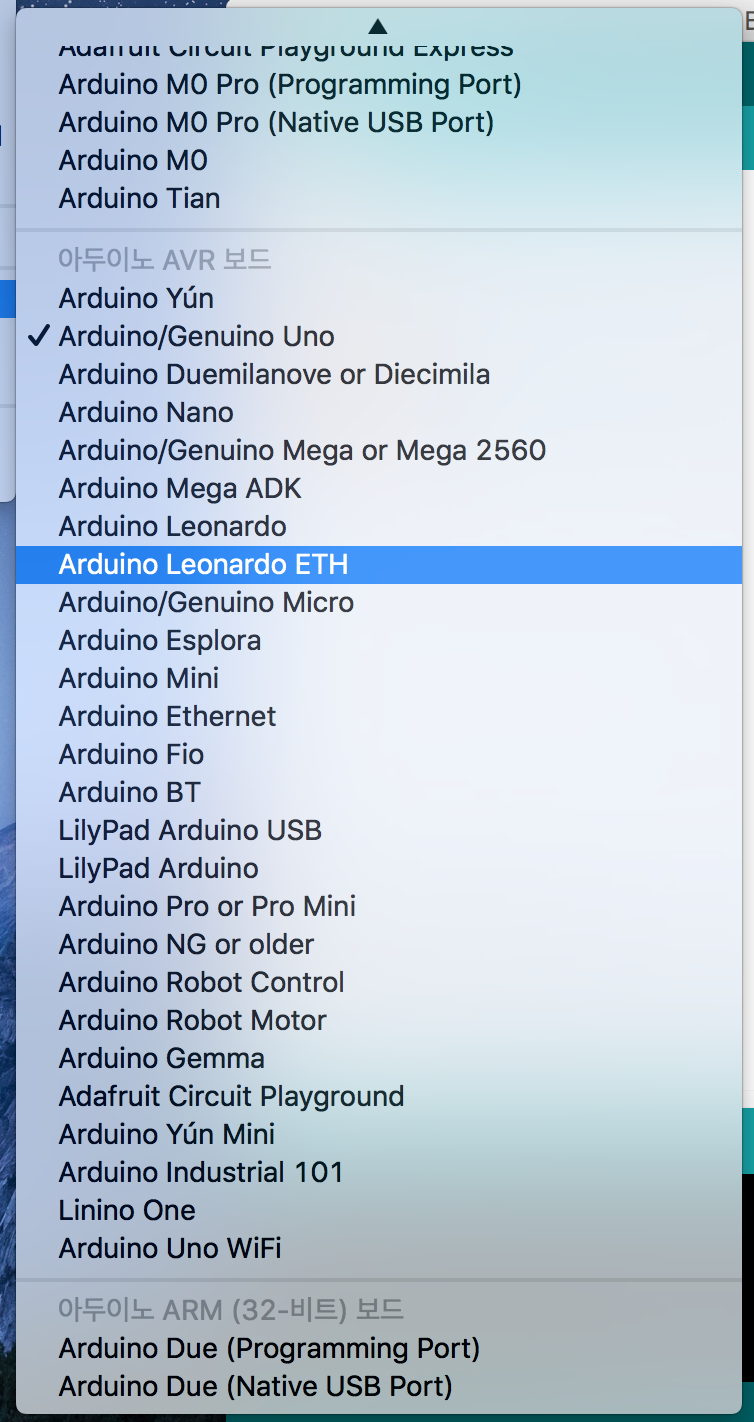 Adafruit Circuit Playground Express
Arduino M0 Pro (Programming Port)
Arduino M0 Pro (Native USB Port)
Arduino M0
Arduino Tian
아두이노 AVR 보드
Arduino Yún
✓ Arduino/Genuino Uno
Arduino Duemilanove or Diecimila
Arduino Nano
Arduino/Genuino Mega or Mega 2560
Arduino Mega ADK
Arduino Leonardo
Arduino Leonardo ETH
Arduino/Genuino Micro
Arduino Esplora
Arduino Mini
Arduino Ethernet
Arduino Fio
Arduino BT
LilyPad Arduino USB
LilyPad Arduino
Arduino Pro or Pro Mini
Arduino NG or older
Arduino Robot Control
Arduino Robot Motor
Arduino Gemma
Adafruit Circuit Playground
Arduino Yún Mini
Arduino Industrial 101
Linino One
Arduino Uno WiFi
아두이노 ARM (32-비트) 보드
Arduino Due (Programming Port)
Arduino Due (Native USB Port)